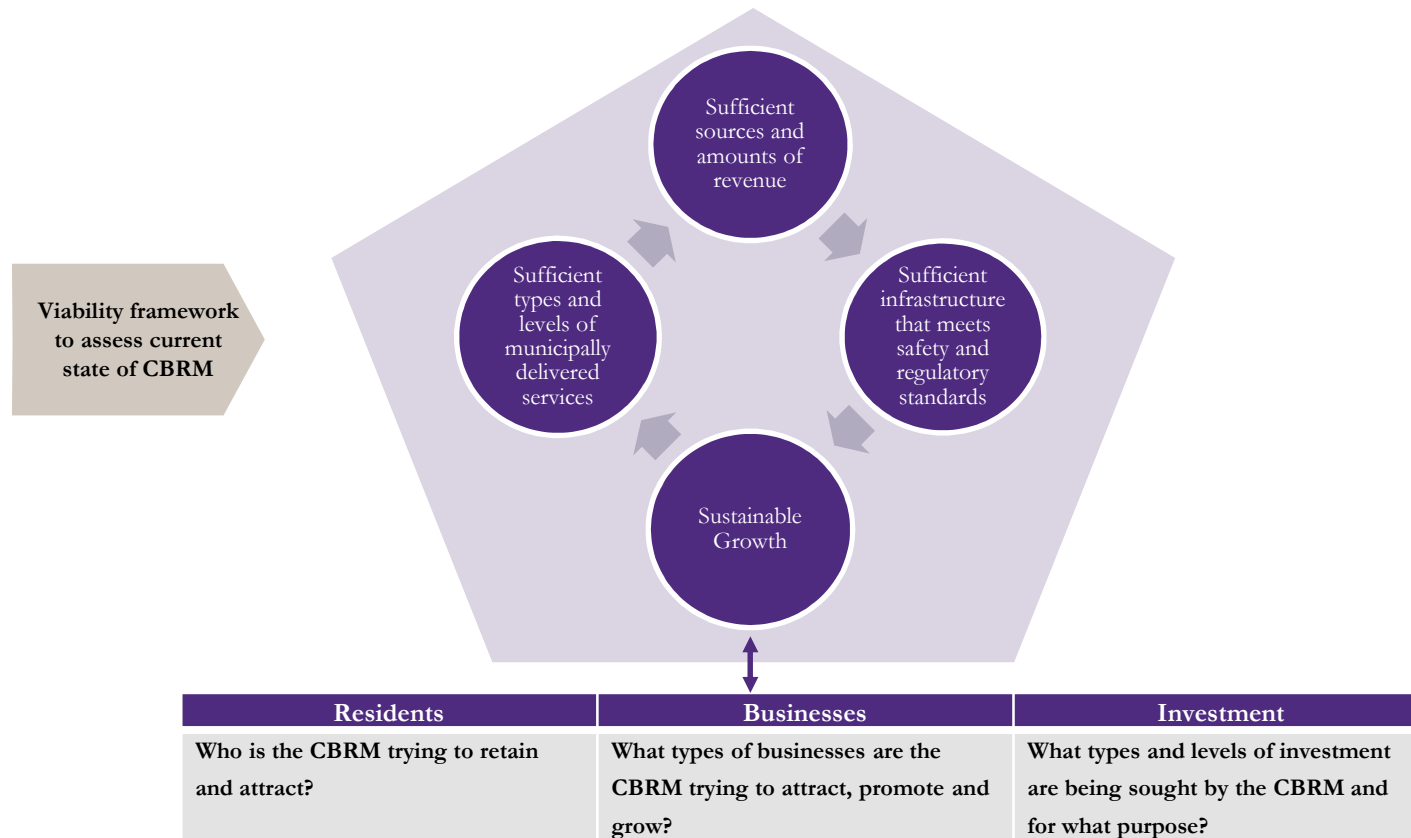 Sufficient
sources and
amounts of
revenue
Viability framework
to assess current
state of CBRM
Sufficient
types and
levels of
municipally
delivered
services
Sufficient
infrastructure
that meets
safety and
regulatory
standards
Sustainable
Growth
Residents
Businesses
Investment
Who is the CBRM trying to retain
and attract?
What types of businesses are the
CBRM trying to attract, promote and
grow?
What types and levels of investment
are being sought by the CBRM and
for what purpose?